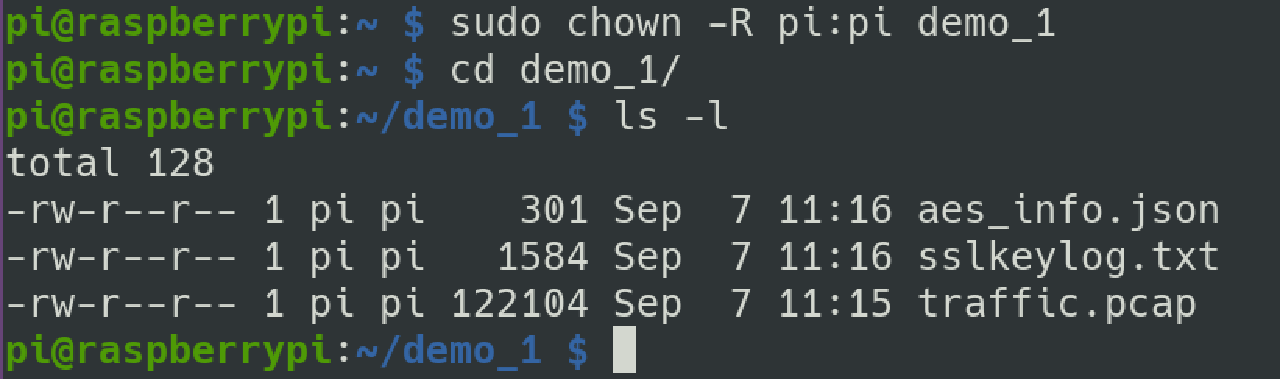 pi@raspberrypi:~ $ sudo chown -R pi:pi demo_1
pi@raspberrypi:~ $ cd demo_1/
pi@raspberrypi:~/demo_1 $ ls -l
total 128
-rw-r--r-- 1 pi pi    301 Sep  7 11:16 aes_info.json
-rw-r--r-- 1 pi pi   1584 Sep  7 11:16 sslkeylog.txt
-rw-r--r-- 1 pi pi 122104 Sep  7 11:15 traffic.pcap
pi@raspberrypi:~/demo_1 $